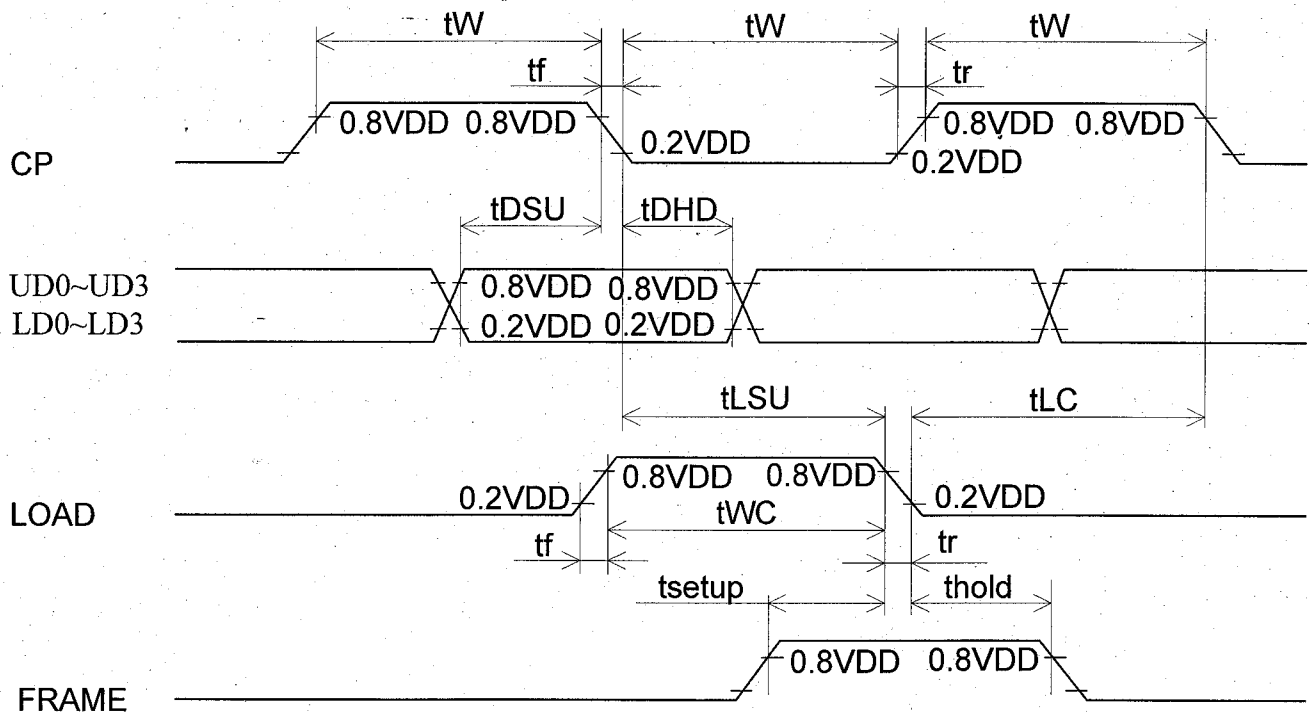 tW tW tW
tf tr
0.8VDD 0.8VDD 0.8VDD 0.8VDD
0.2VDD 0.2VDD
CP
tDSU tDHD
UD0~UD3 0.8VDD 0.8VDD
LD0~LD3 0.2VDD 0.2VDD
tLSU tLC
0.8VDD 0.8VDD
0.2VDD 0.2VDD
LOAD tWC
tf tr
tsetup thold
0.8VDD 0.8VDD
FRAME